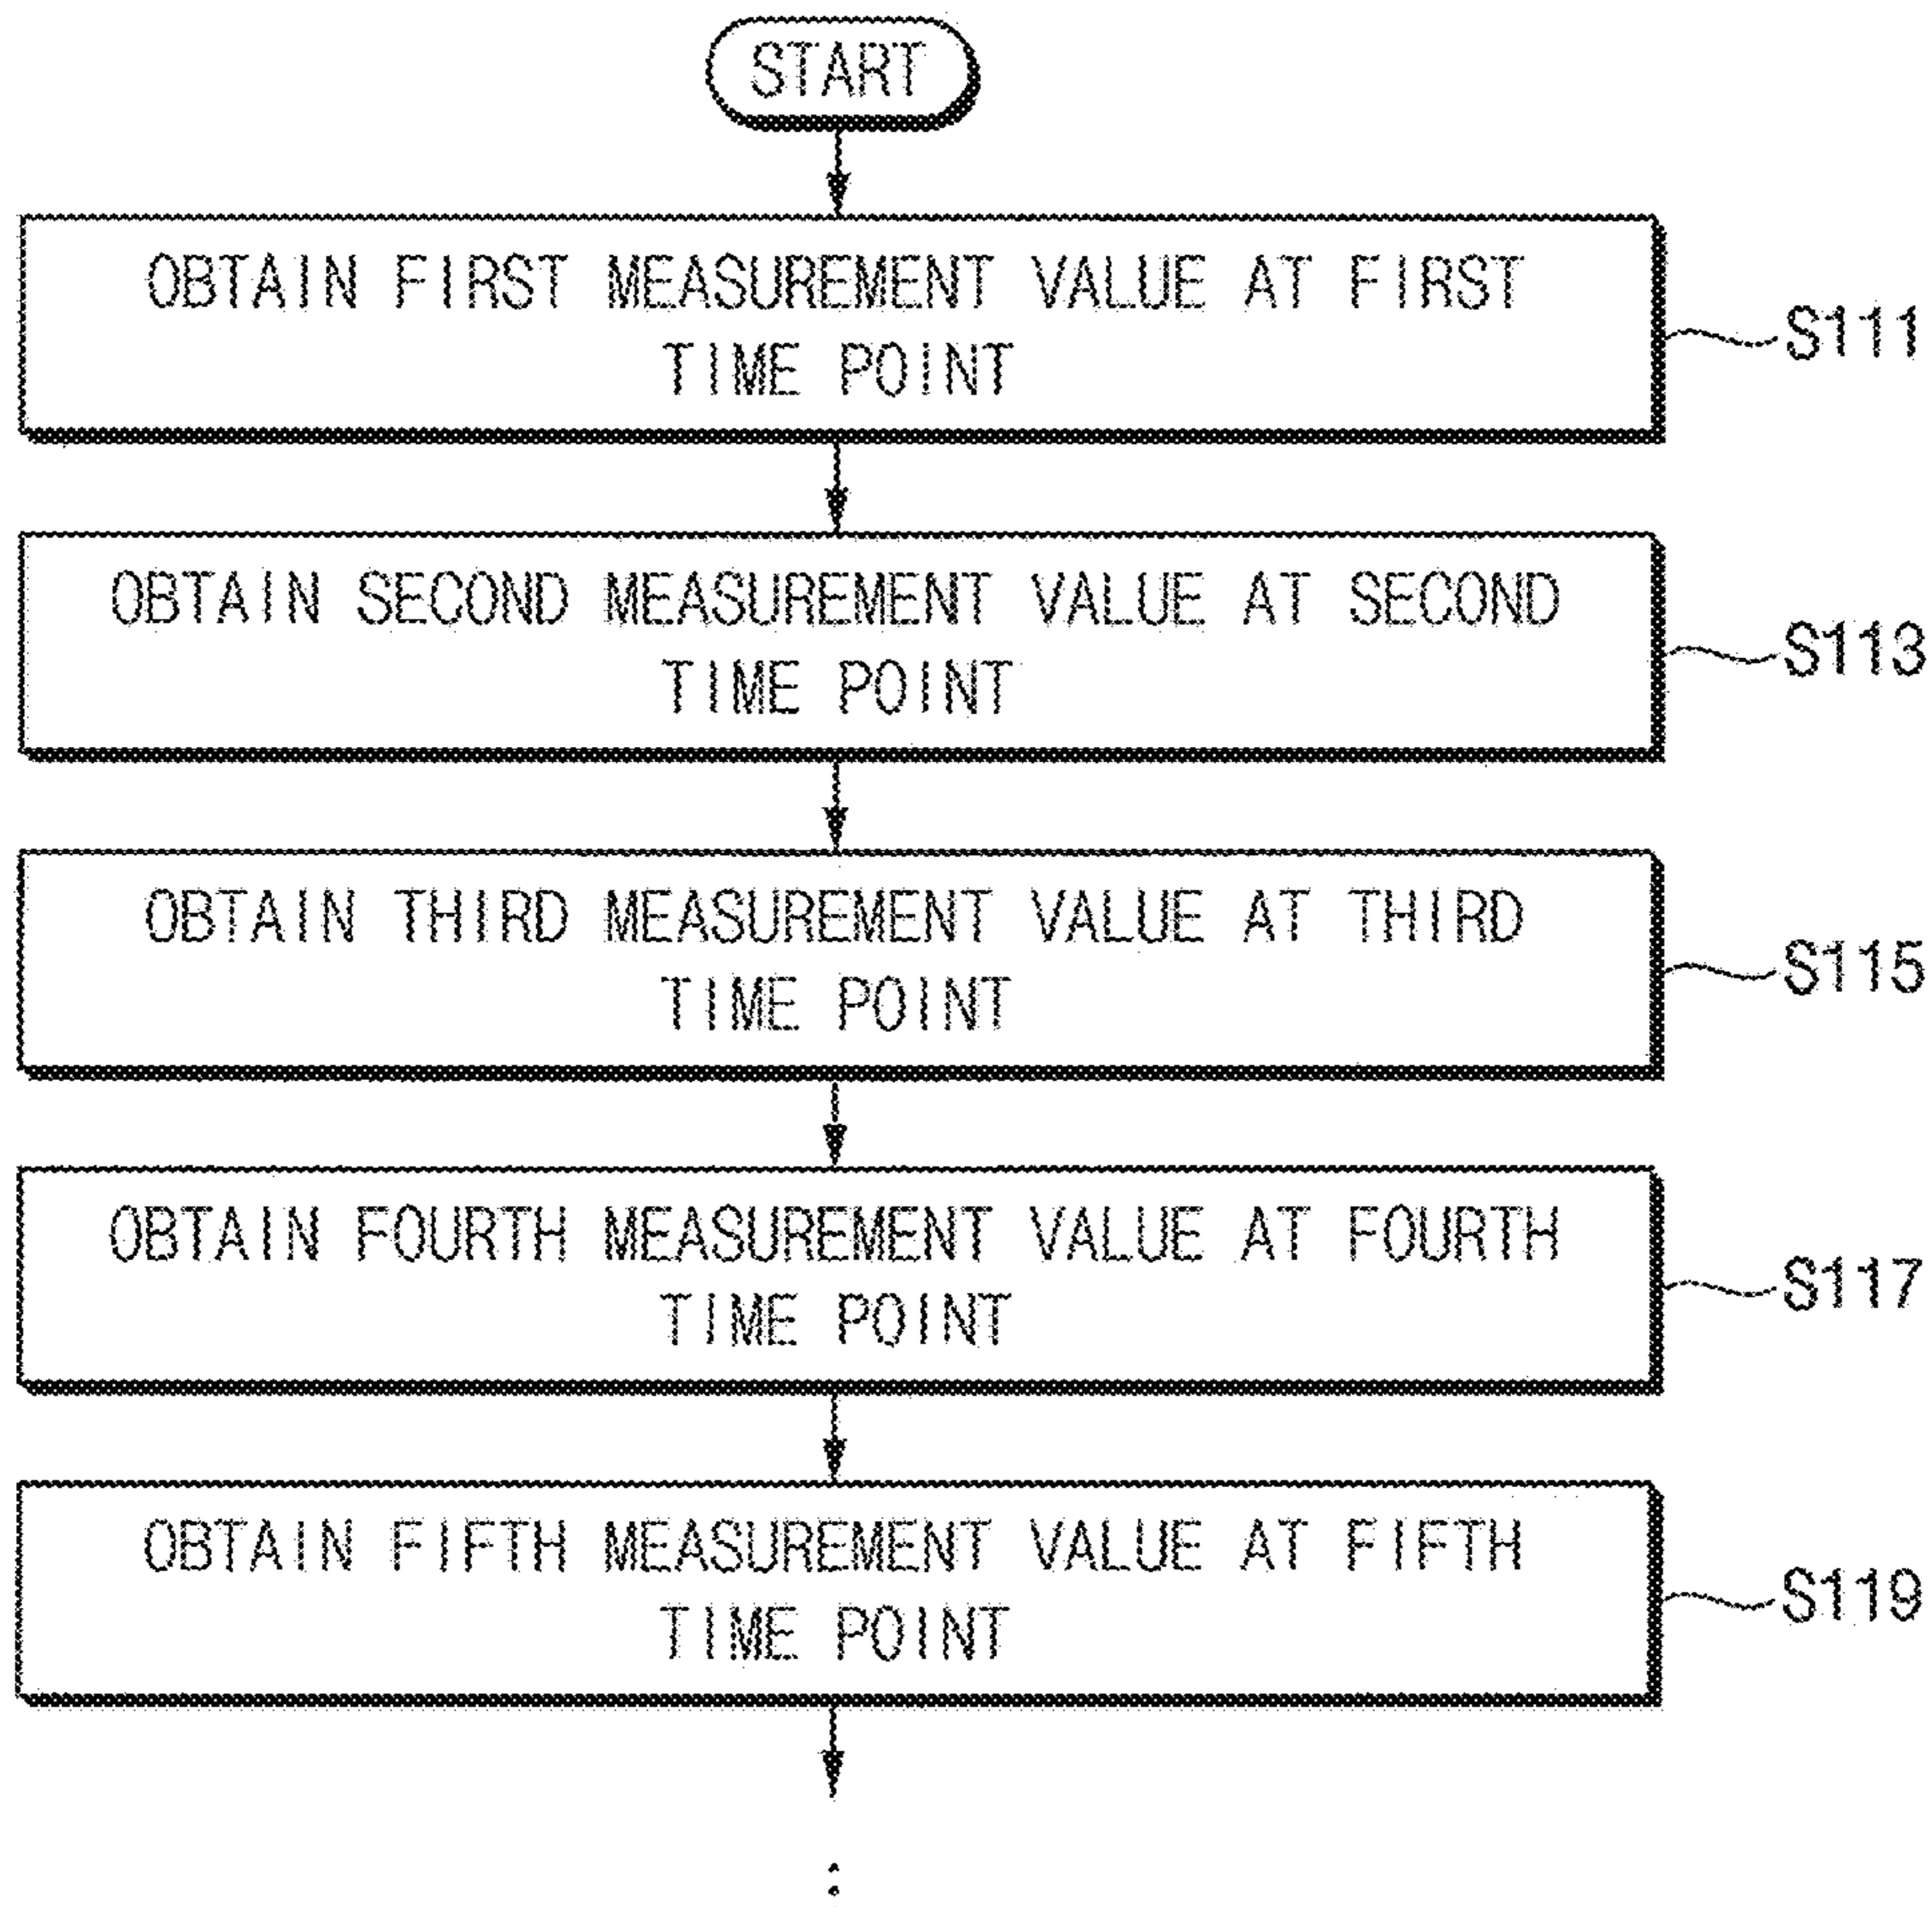 START
OBTAIN FIRST MEASUREMENT VALUE AT FIRST
TIME POINT
S111
OBTAIN SECOND MEASUREMENT VALUE AT SECOND
TIME POINT
S113
OBTAIN THIRD MEASUREMENT VALUE AT THIRD
TIME POINT
S115
OBTAIN FOURTH MEASUREMENT VALUE AT FOURTH
TIME POINT
S117
OBTAIN FIFTH MEASUREMENT VALUE AT FIFTH
TIME POINT
S119